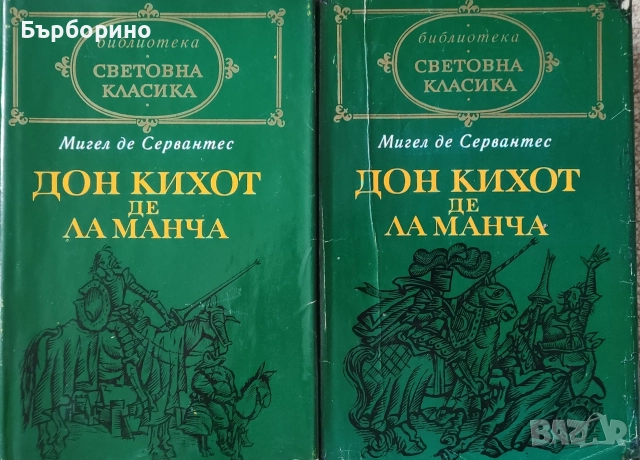 Бърборино
библиотека
СВЕТОВНА
КЛАСИКА
Мигел де Сервантес
ДОН КИХОТ
ДЕ
ЛА МАНЧА
библиотека
СВЕТОВНА
КЛАСИКА
Мигел де Сервантес
ДОН КИХОТ
ДЕ
ЛА МАНЧА
BAZAR